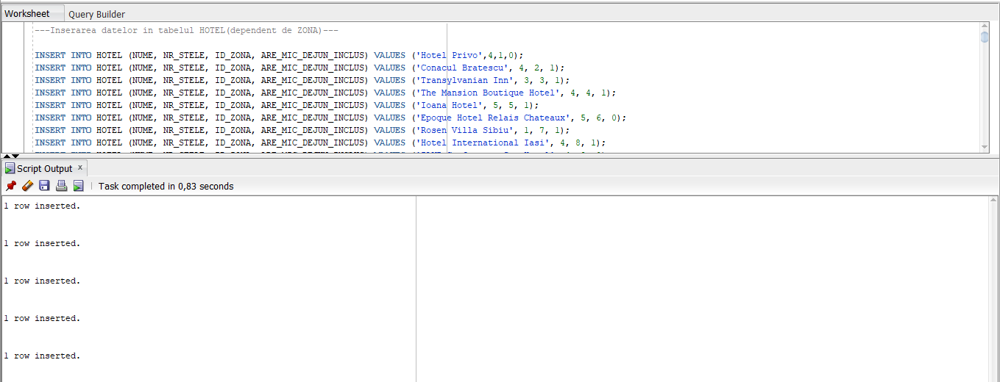 Worksheet Query Builder
---Inserarea datelor in tabelul HOTEL(dependent de ZONA)---
INSERT INTO HOTEL (NUME, NR_STELE, ID_ZONA, ARE_MIC_DEJUN_INCLUS) VALUES ('Hotel Privo',4,1,0);
INSERT INTO HOTEL (NUME, NR_STELE, ID_ZONA, ARE_MIC_DEJUN_INCLUS) VALUES ('Conacul Bratescu', 4, 2, 1);
INSERT INTO HOTEL (NUME, NR_STELE, ID_ZONA, ARE_MIC_DEJUN_INCLUS) VALUES ('Transylvanian Inn', 3, 3, 1);
INSERT INTO HOTEL (NUME, NR_STELE, ID_ZONA, ARE_MIC_DEJUN_INCLUS) VALUES ('The Mansion Boutique Hotel', 4, 4, 1);
INSERT INTO HOTEL (NUME, NR_STELE, ID_ZONA, ARE_MIC_DEJUN_INCLUS) VALUES ('Ioana Hotel', 5, 5, 1);
INSERT INTO HOTEL (NUME, NR_STELE, ID_ZONA, ARE_MIC_DEJUN_INCLUS) VALUES ('Epoque Hotel Relais Chateaux', 5, 6, 0);
INSERT INTO HOTEL (NUME, NR_STELE, ID_ZONA, ARE_MIC_DEJUN_INCLUS) VALUES ('Rosen Villa Sibiu', 1, 7, 1);
INSERT INTO HOTEL (NUME, NR_STELE, ID_ZONA, ARE_MIC_DEJUN_INCLUS) VALUES ('Hotel International Iasi', 4, 8, 1);
Script Output x
Task completed in 0,83 seconds
1 row inserted.
1 row inserted.
1 row inserted.
1 row inserted.
1 row inserted.